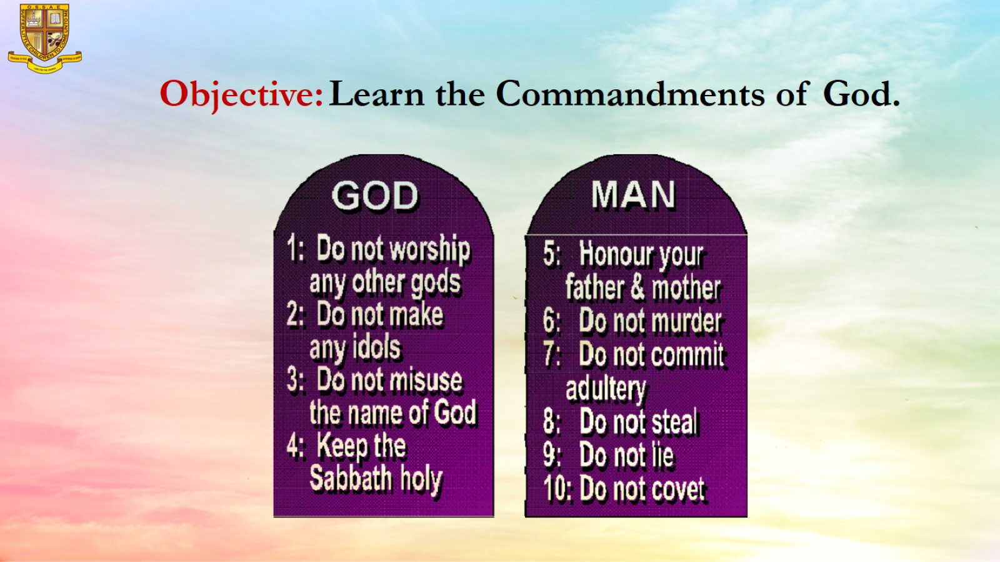 O.S.S.A.E
SUFFER LITTLE CHILDREN TO COME UNTO ME
Objective: Learn the Commandments of God.
GOD
1: Do not worship
any other gods
2: Do not make
any idols
3: Do not misuse
the name of God
4: Keep the
Sabbath holy
MAN
5: Honour your
father & mother
6: Do not murder
7: Do not commit
adultery
8: Do not steal
9: Do not lie
10: Do not covet